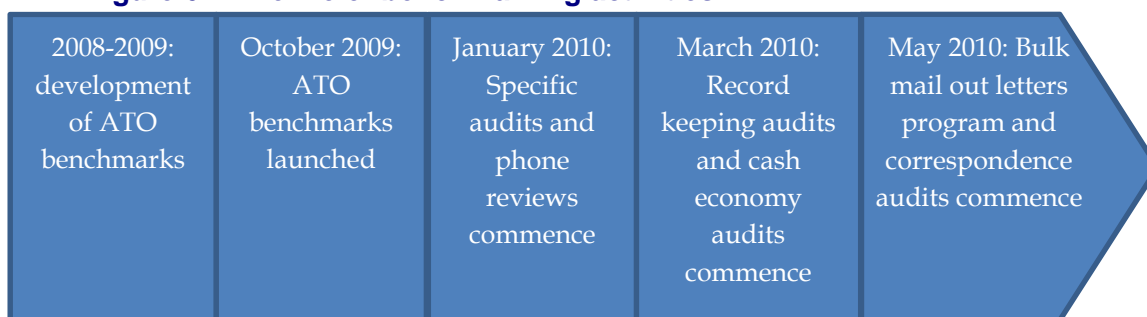 benchmarking activities
2008-2009:
development
of ATO
benchmarks
October 2009:
ATO
benchmarks
launched
January 2010:
Specific
audits and
phone
reviews
commence
March 2010:
Record
keeping audits
and cash
economy
audits
commence
May 2010: Bulk
mail out letters
program and
correspondence
audits commence